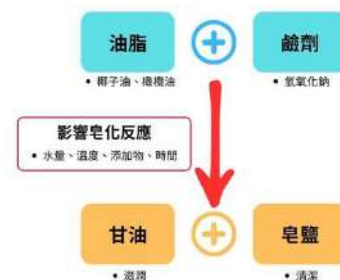 油脂
鹼劑
• 椰子油、橄欖油
• 氫氧化鈉
影響皂化反應
• 水量、溫度、添加物、時間
甘油
皂鹽
• 滋潤
• 清潔